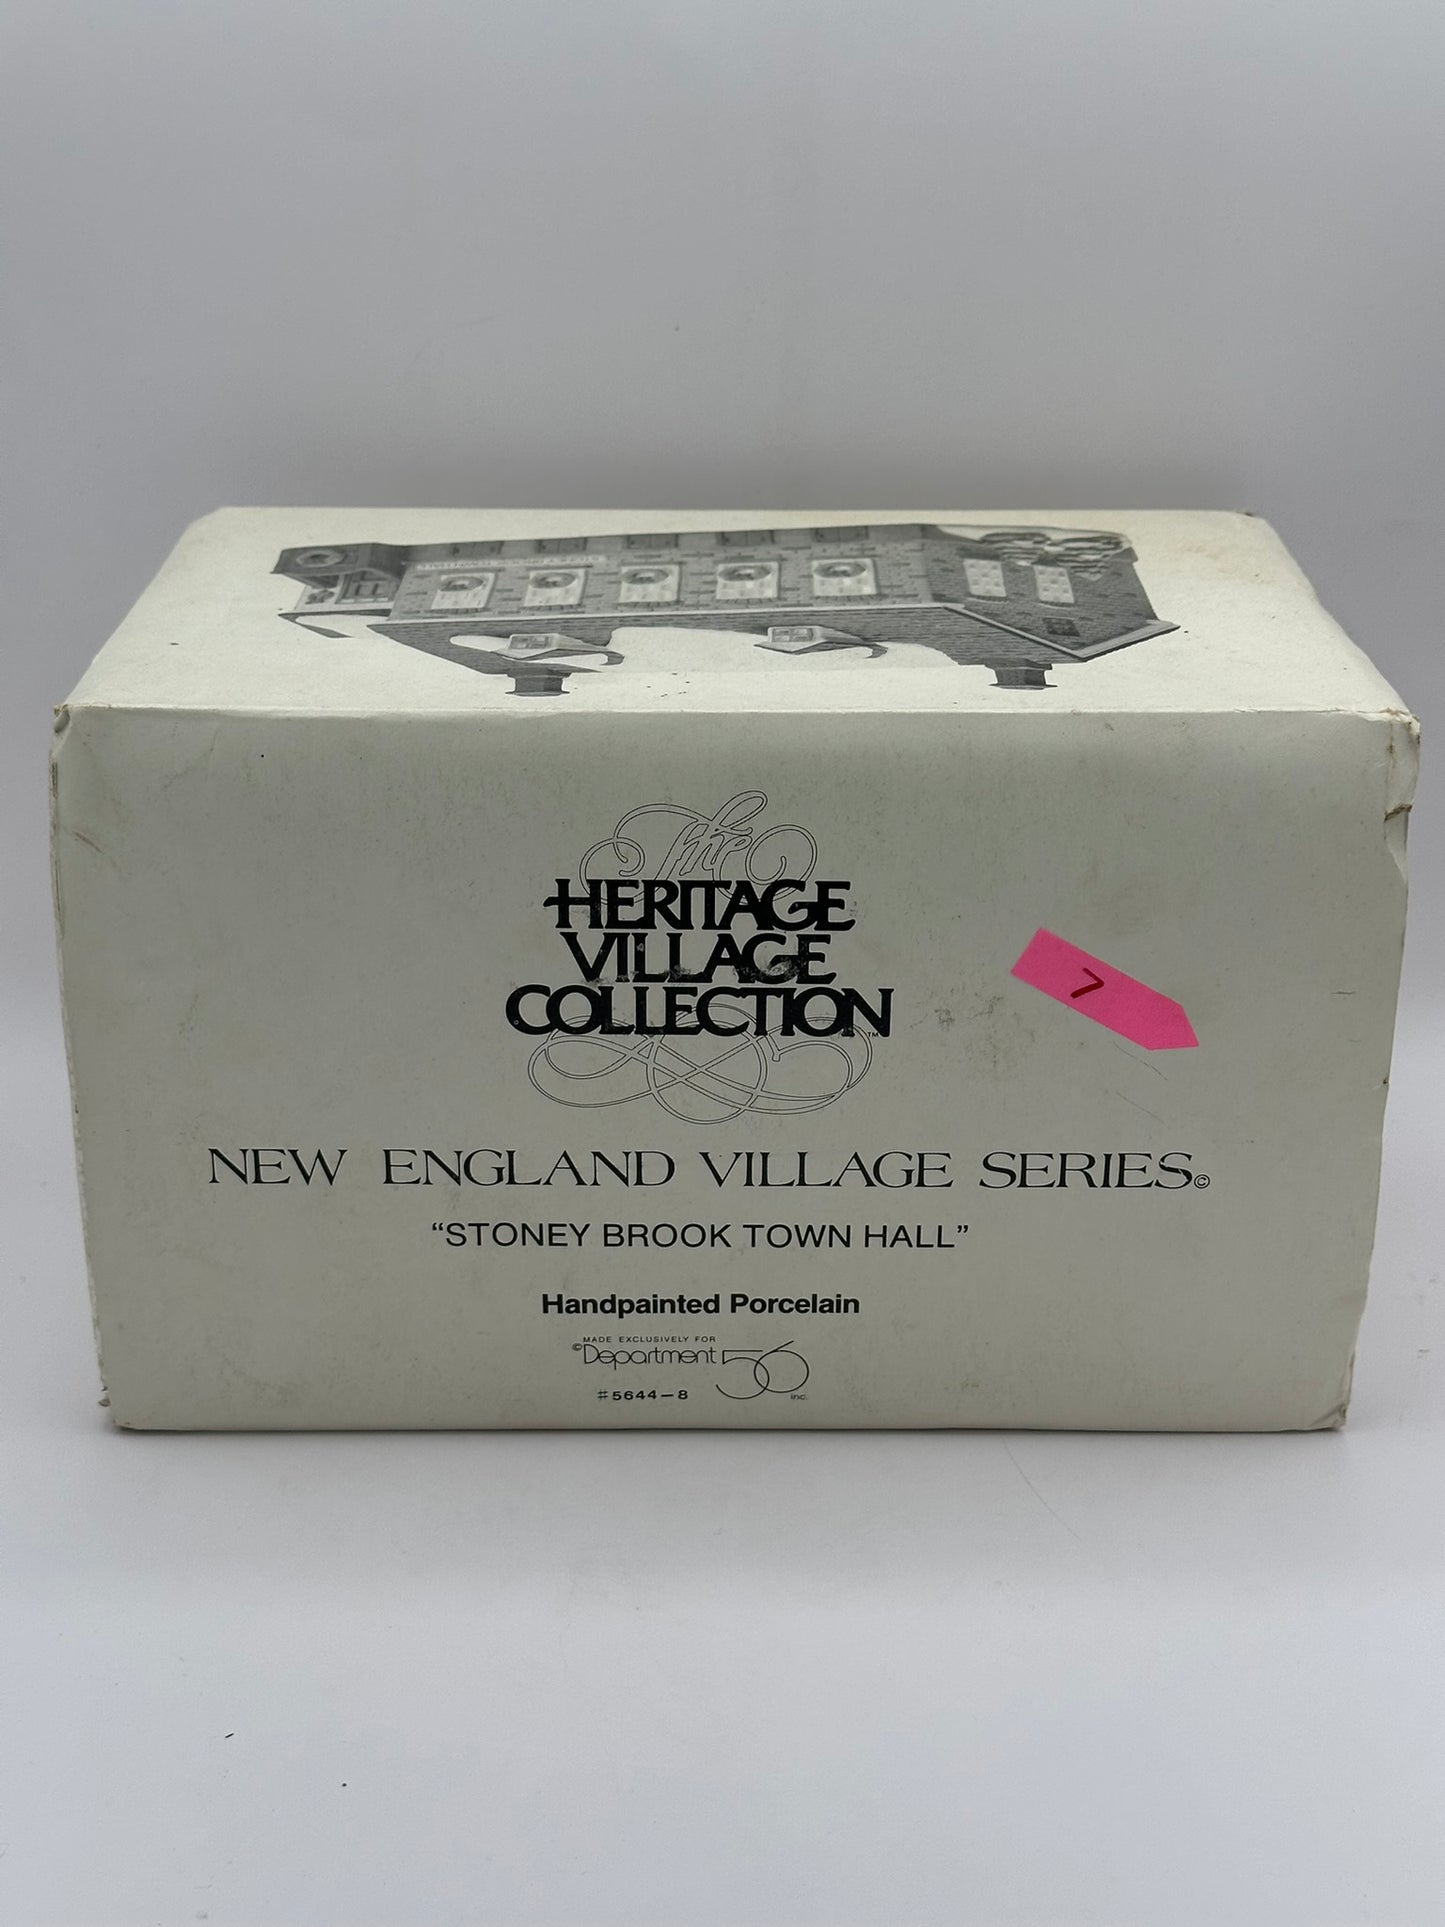 The
HERITAGE
VILLAGE
COLLECTION™
7
NEW ENGLAND VILLAGE SERIES©
“STONEY BROOK TOWN HALL”
Handpainted Porcelain
MADE EXCLUSIVELY FOR
©Department 56 inc.
#5644–8